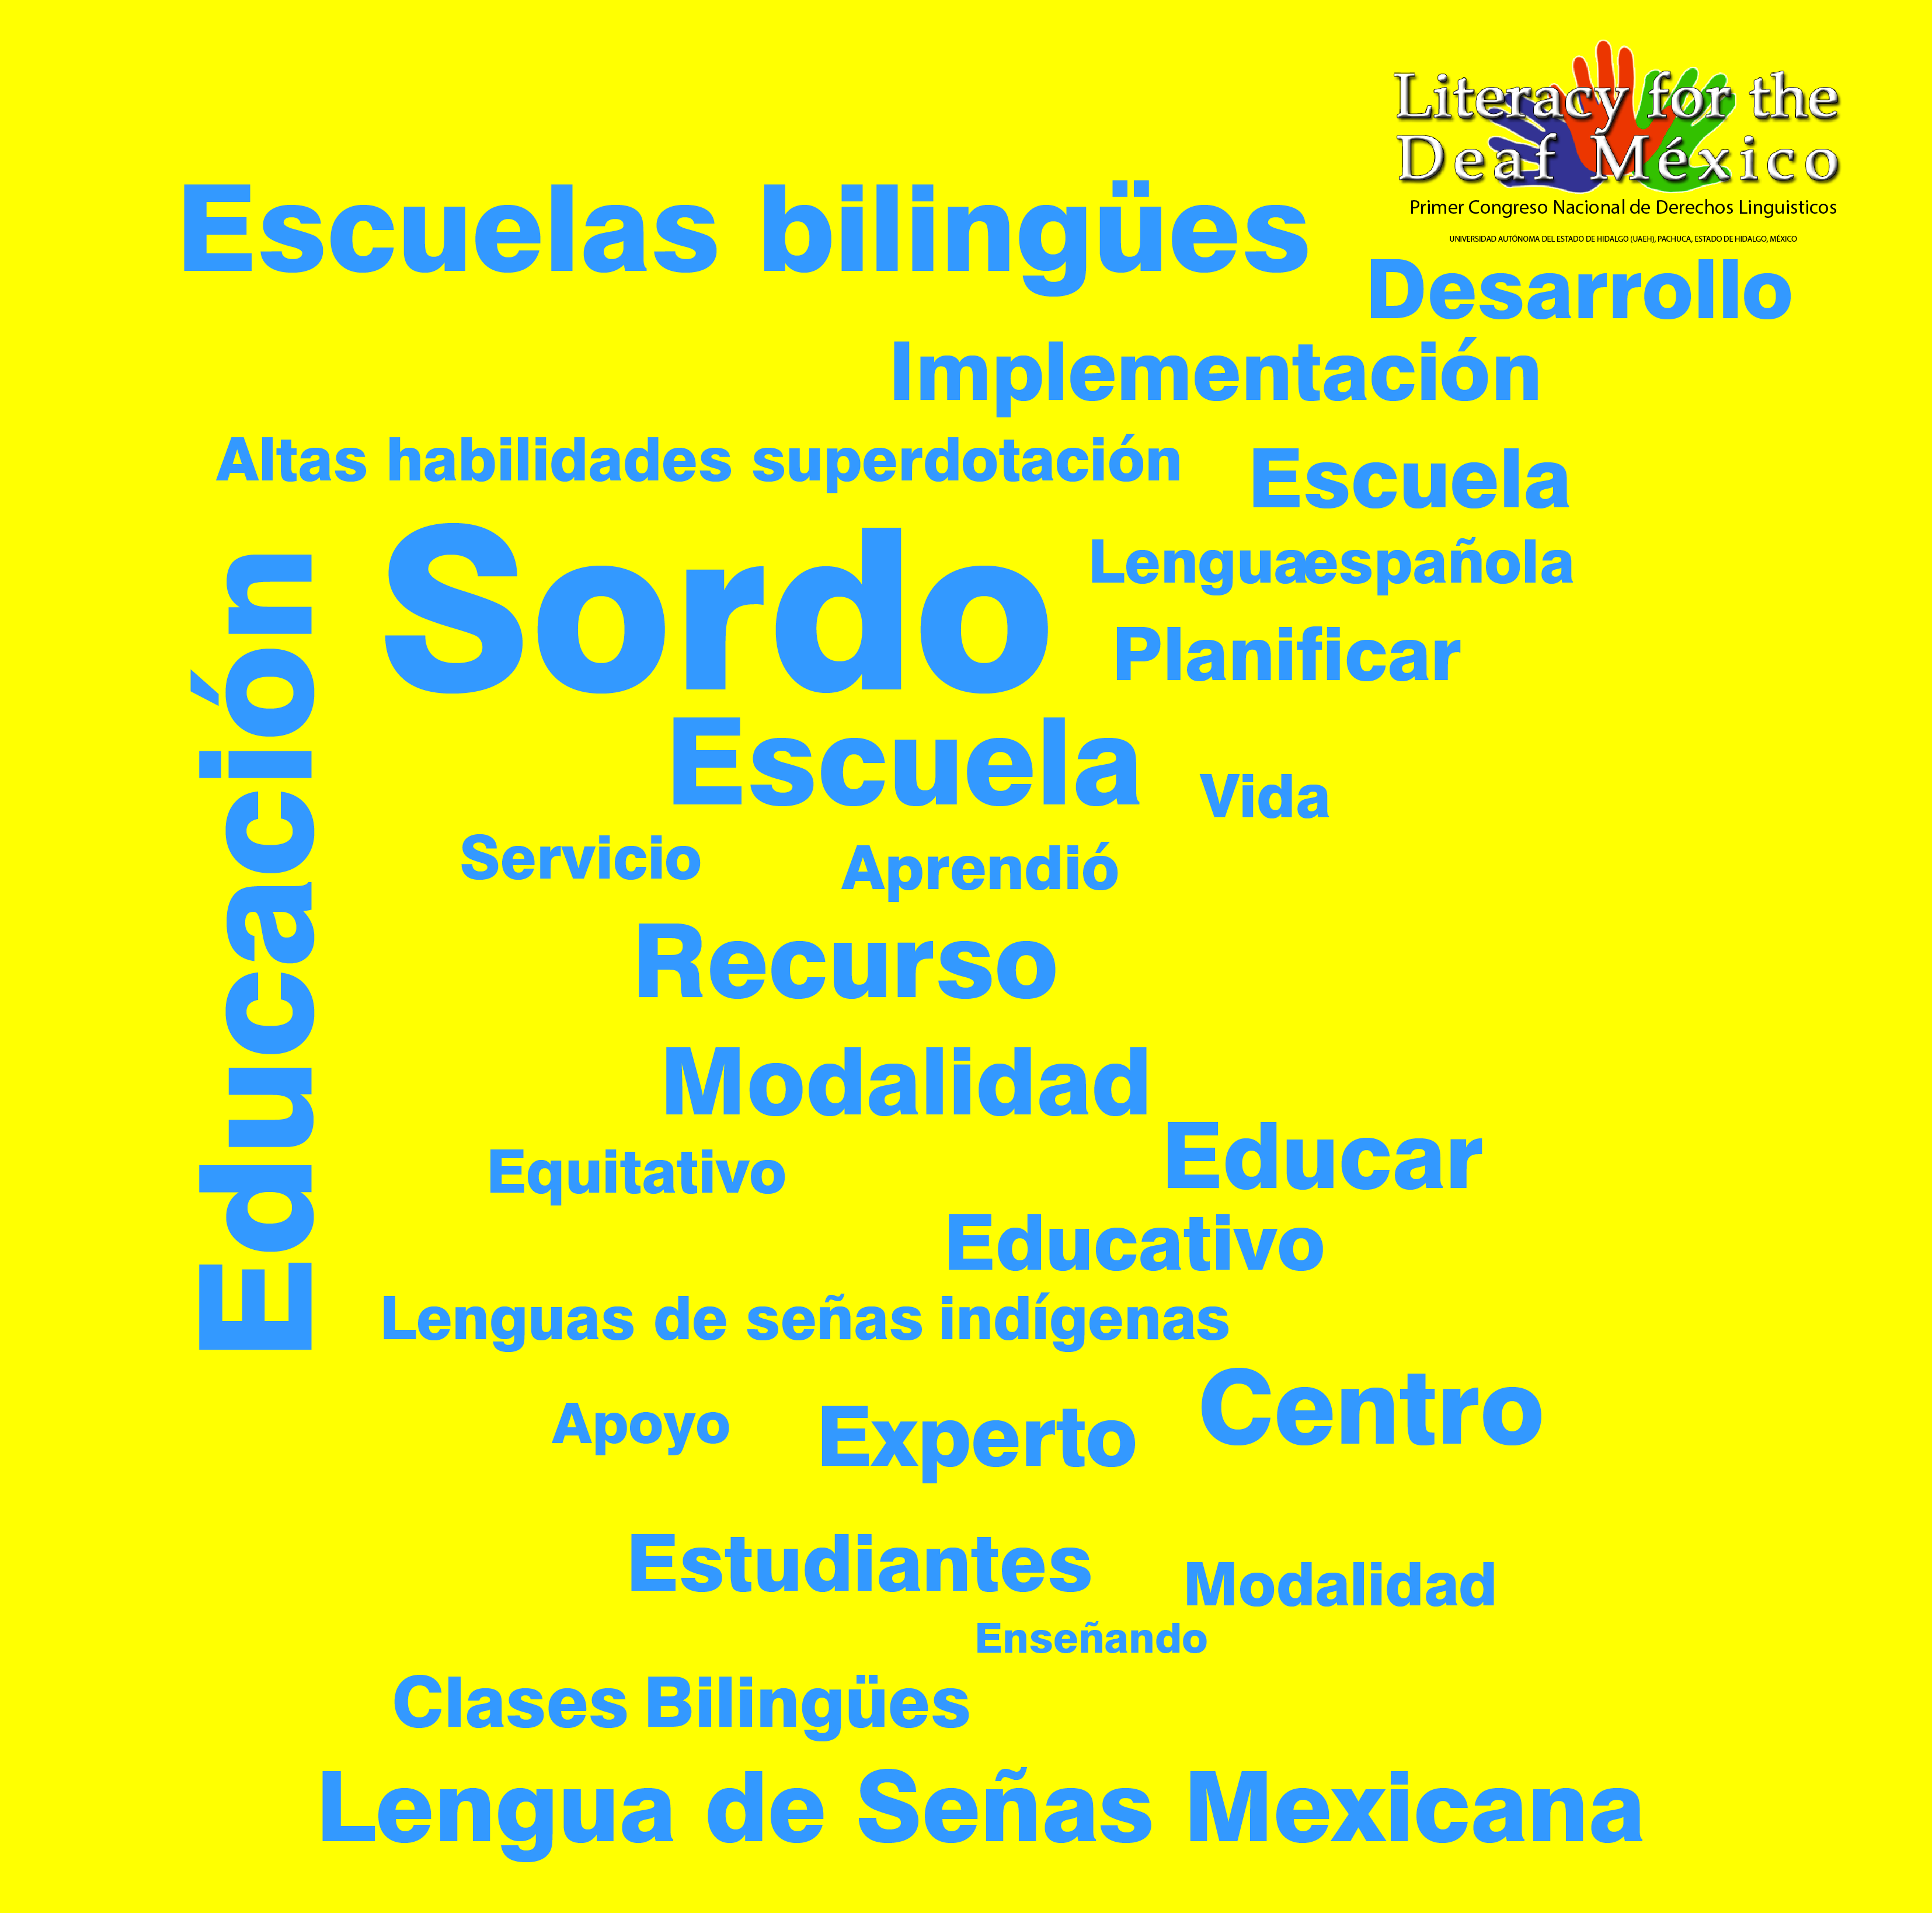 Literacy for the
Deaf México
Primer Congreso Nacional de Derechos Linguisticos
UNIVERSIDAD AUTÓNOMA DEL ESTADO DE HIDALGO (UAEH), PACHUCA, ESTADO DE HIDALGO, MÉXICO
Escuelas bilingües
Desarrollo
Implementación
Altas habilidades superdotación
Escuela
Educación
Sordo
Lenguaespañola
Planificar
Escuela
Vida
Servicio
Aprendió
Recurso
Modalidad
Educar
Equitativo
Educativo
Lenguas de señas indígenas
Centro
Apoyo
Experto
Estudiantes
Modalidad
Enseñando
Clases Bilingües
Lengua de Señas Mexicana